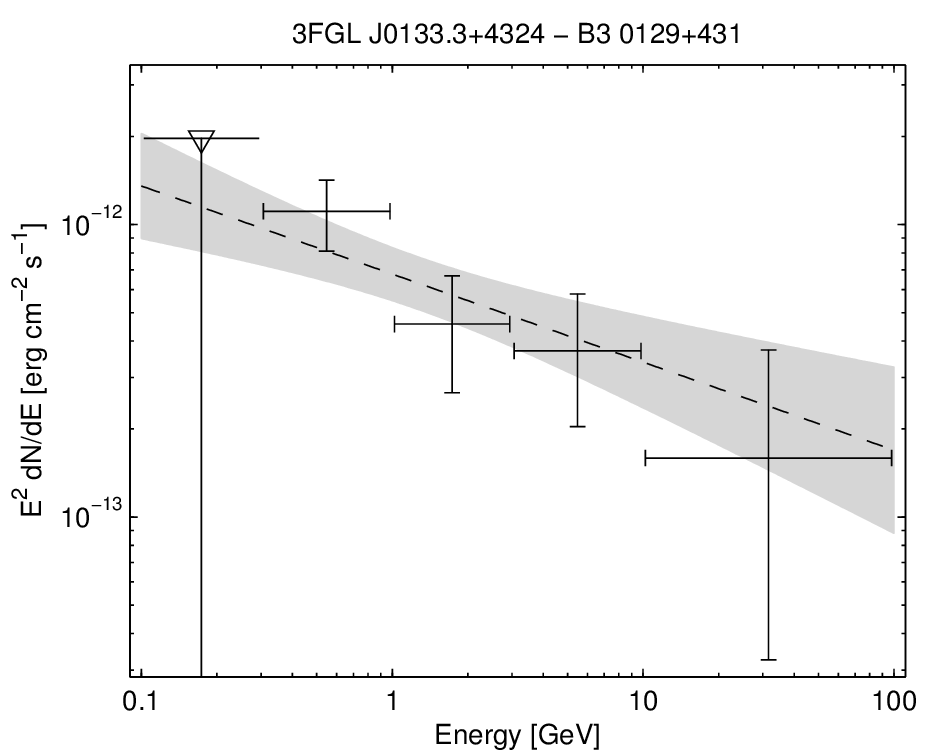 3FGL J0133.3+4324 − B3 0129+431
E² dN/dE [erg cm⁻² s⁻¹]
10⁻¹²
10⁻¹³
0.1 1 10 100
Energy [GeV]